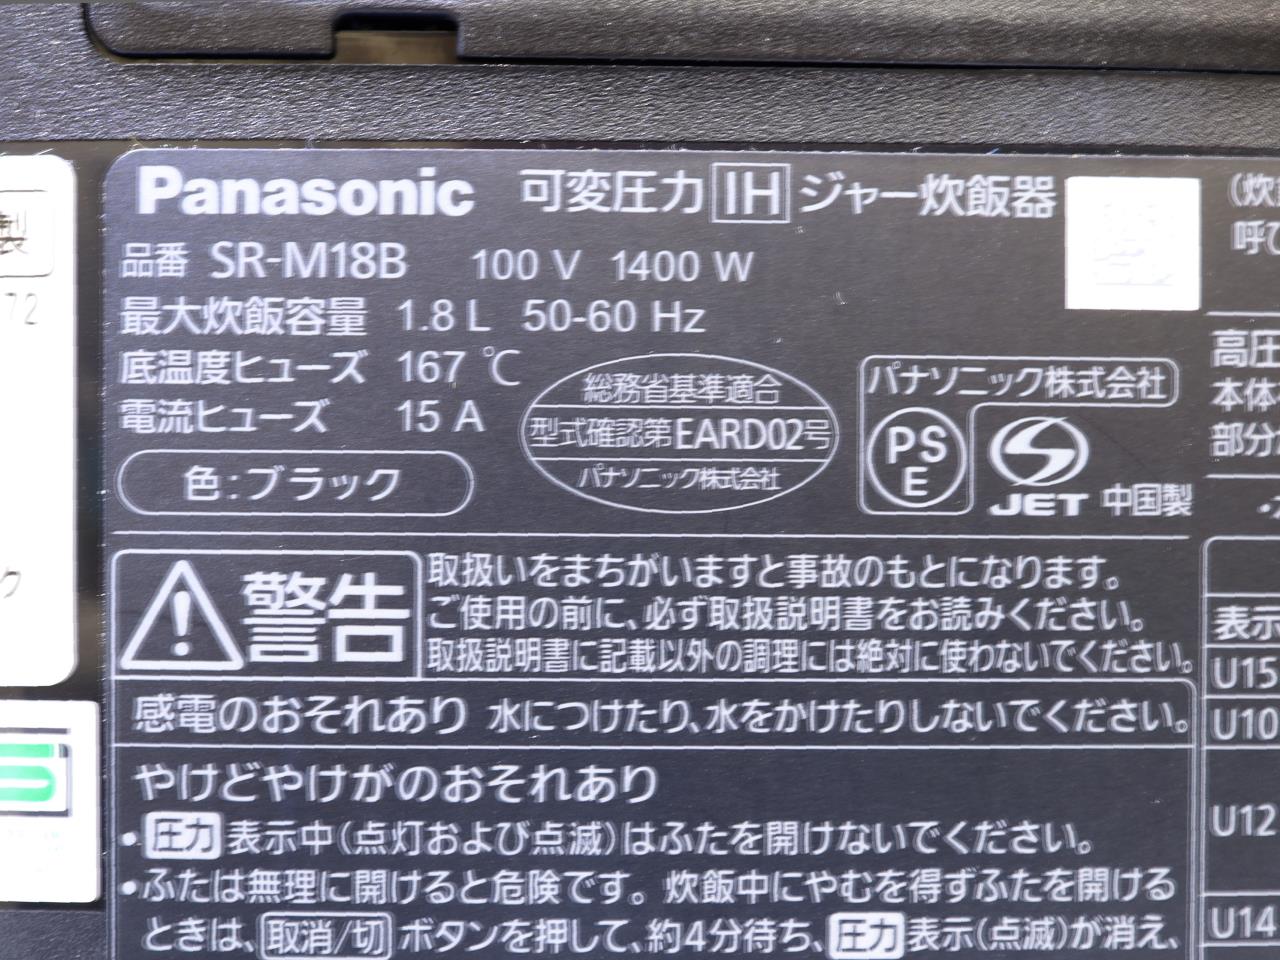 Panasonic 可変圧力 IH ジャー炊飯器
品番 SR-M18B 100 V 1400 W
最大炊飯容量 1.8 L 50-60 Hz
底温度ヒューズ 167 ℃
電流ヒューズ 15 A
色:ブラック
総務省基準適合
型式確認第EARD02号
パナソニック株式会社
パナソニック株式会社
PS
E
JET 中国製
警告
取扱いをまちがいますと事故のもとになります。
ご使用の前に、必ず取扱説明書をお読みください。
取扱説明書に記載以外の調理には絶対に使わないでください。
感電のおそれあり 水につけたり、水をかけたりしないでください。
やけどやけがのおそれあり
・圧力表示中(点灯および点滅)はふたを開けないでください。
•ふたは無理に開けると危険です。炊飯中にやむを得ずふたを開ける
ときは、取消/切ボタンを押して、約4分待ち、圧力表示(点滅)が消え、
製
72
ク
(炊
呼び
高圧
本体
部分
表示
U15
U10
U12
U14